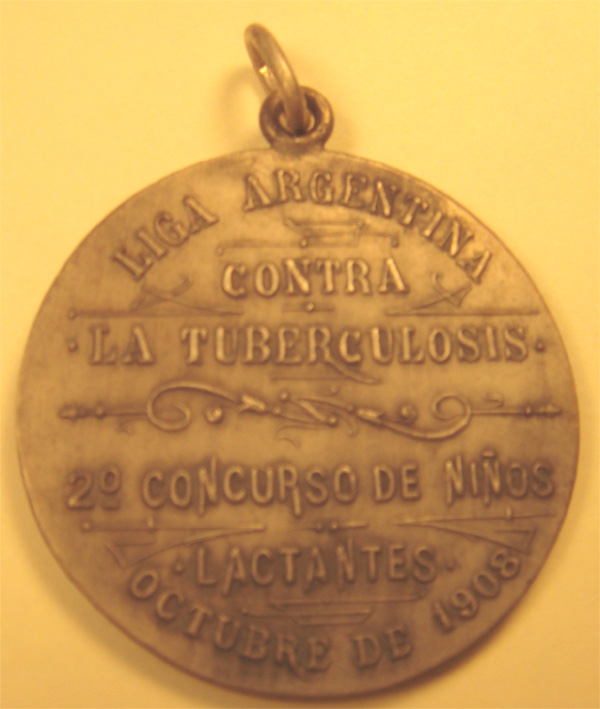 LIGA ARGENTINA
CONTRA
·LA TUBERCULOSIS·
2º CONCURSO DE NIÑOS
·LACTANTES·
OCTUBRE DE 1908